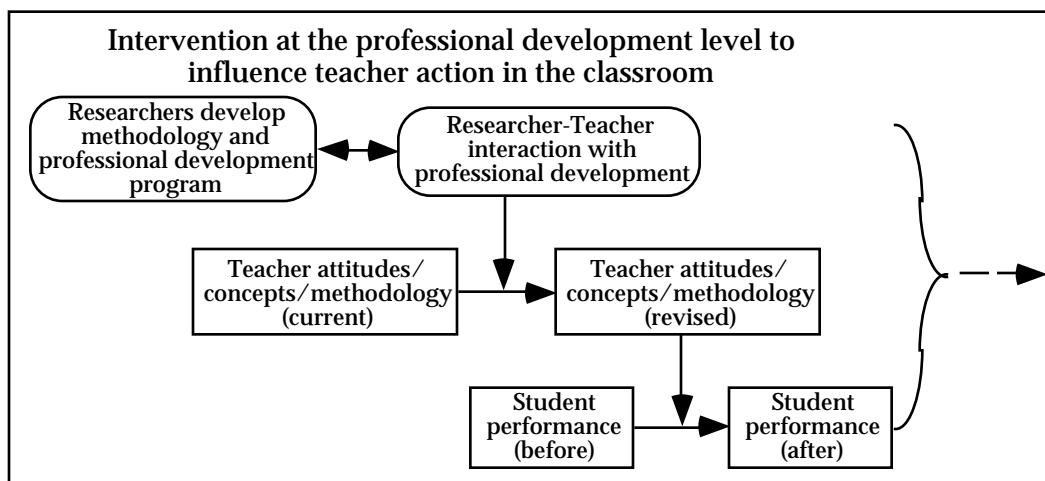 Intervention at the professional development level to
influence teacher action in the classroom
Researchers develop
methodology and
professional development
program
Researcher-Teacher
interaction with
professional development
Teacher attitudes/
concepts/methodology
(current)
Teacher attitudes/
concepts/methodology
(revised)
Student
performance
(before)
Student
performance
(after)